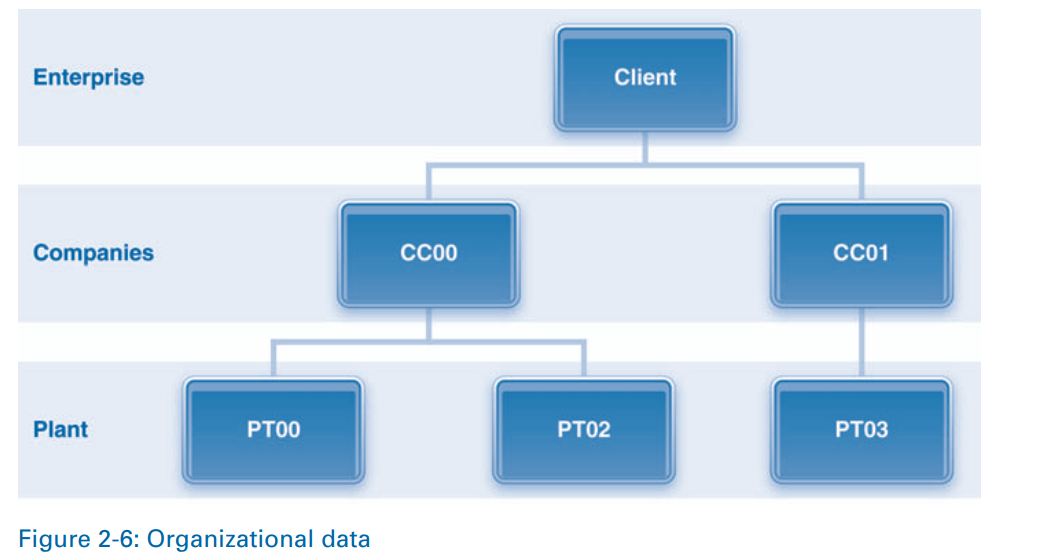 Enterprise
Client
Companies
CC00
CC01
Plant
PT00
PT02
PT03
Figure 2-6: Organizational data